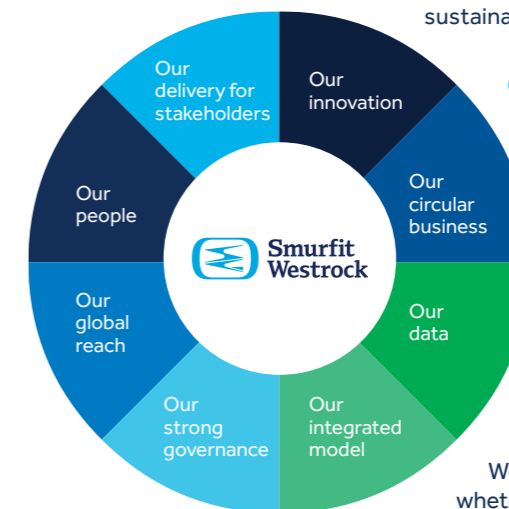 sustaina
Our
delivery for
stakeholders
Our
innovation
Our
people
Our
circular
business
Smurfit
Westrock
Our
global
reach
Our
data
Our
strong
governance
Our
integrated
model
W
whet